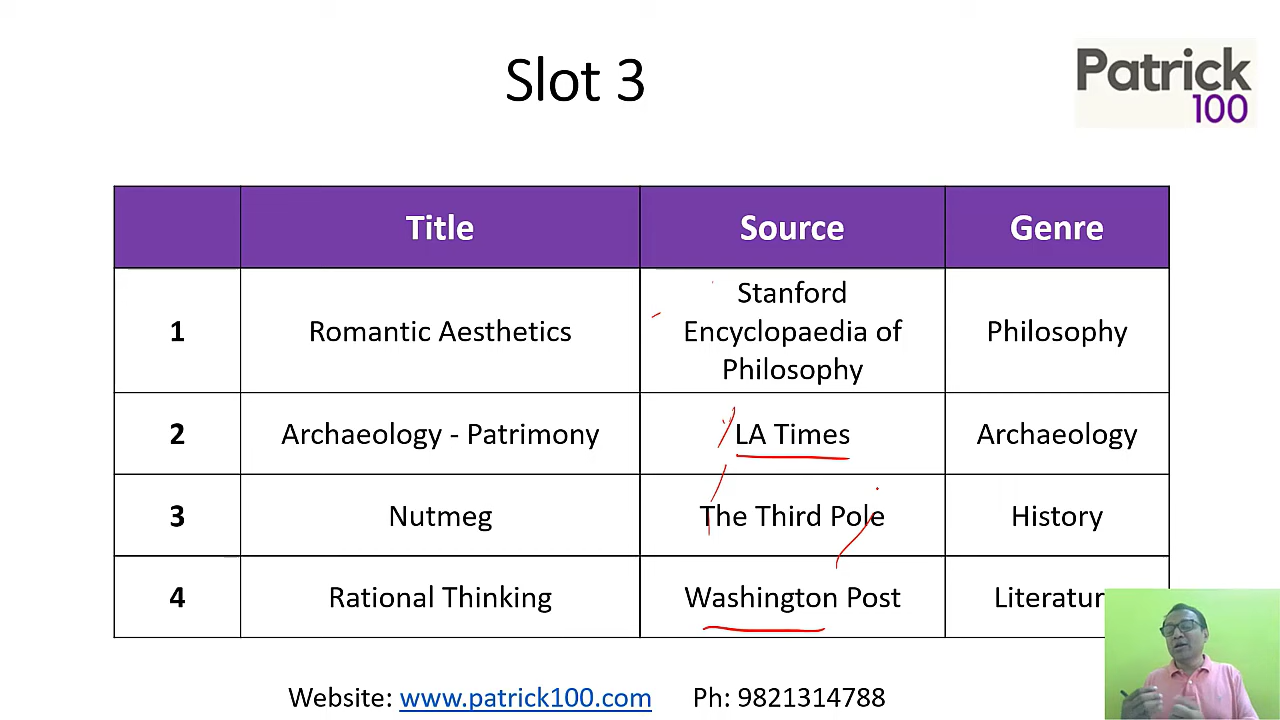 Slot 3
Patrick
100
Title Source Genre
1 Romantic Aesthetics Stanford Encyclopaedia of Philosophy Philosophy
2 Archaeology - Patrimony LA Times Archaeology
3 Nutmeg The Third Pole History
4 Rational Thinking Washington Post Literatur
Website: www.patrick100.com Ph: 9821314788